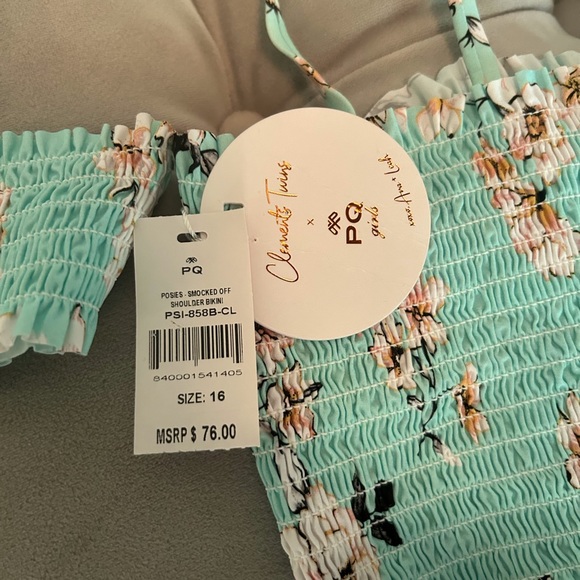 Clements Twins
x
PQ
girls
xoxo, Ava + Leah
PQ
POSIES - SMOCKED OFF
SHOULDER BIKINI
PSI-858B-CL
840001541405
SIZE: 16
MSRP $ 76.00